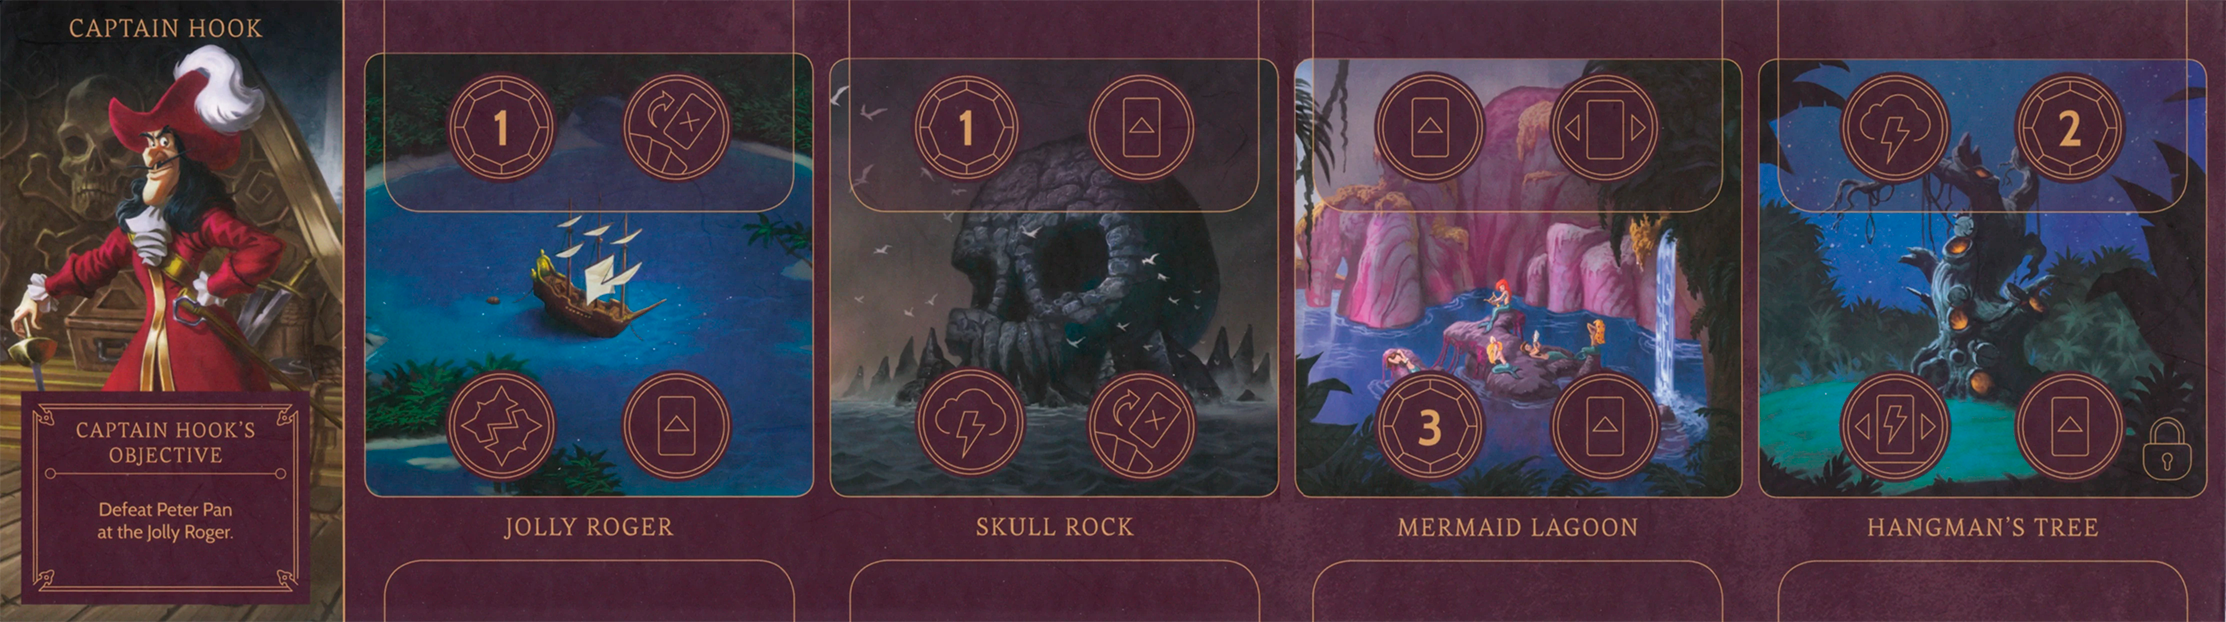 CAPTAIN HOOK
CAPTAIN HOOK'S
OBJECTIVE
Defeat Peter Pan
at the Jolly Roger.
1
1
2
3
JOLLY ROGER
SKULL ROCK
MERMAID LAGOON
HANGMAN'S TREE